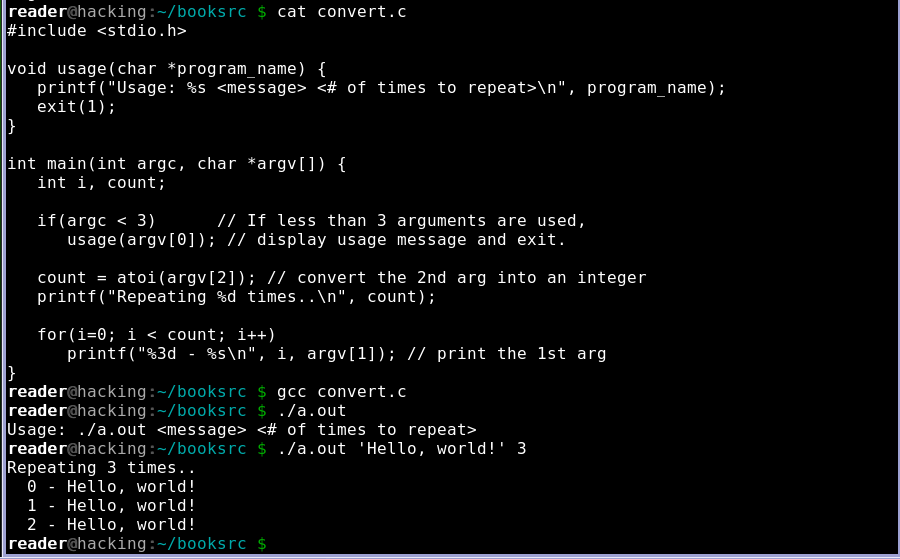 reader@hacking:~/booksrc $ cat convert.c
#include <stdio.h>

void usage(char *program_name) {
   printf("Usage: %s <message> <# of times to repeat>\n", program_name);
   exit(1);
}

int main(int argc, char *argv[]) {
   int i, count;

   if(argc < 3)      // If less than 3 arguments are used,
      usage(argv[0]); // display usage message and exit.

   count = atoi(argv[2]); // convert the 2nd arg into an integer
   printf("Repeating %d times..\n", count);

   for(i=0; i < count; i++)
      printf("%3d - %s\n", i, argv[1]); // print the 1st arg
}
reader@hacking:~/booksrc $ gcc convert.c
reader@hacking:~/booksrc $ ./a.out
Usage: ./a.out <message> <# of times to repeat>
reader@hacking:~/booksrc $ ./a.out 'Hello, world!' 3
Repeating 3 times..
  0 - Hello, world!
  1 - Hello, world!
  2 - Hello, world!
reader@hacking:~/booksrc $